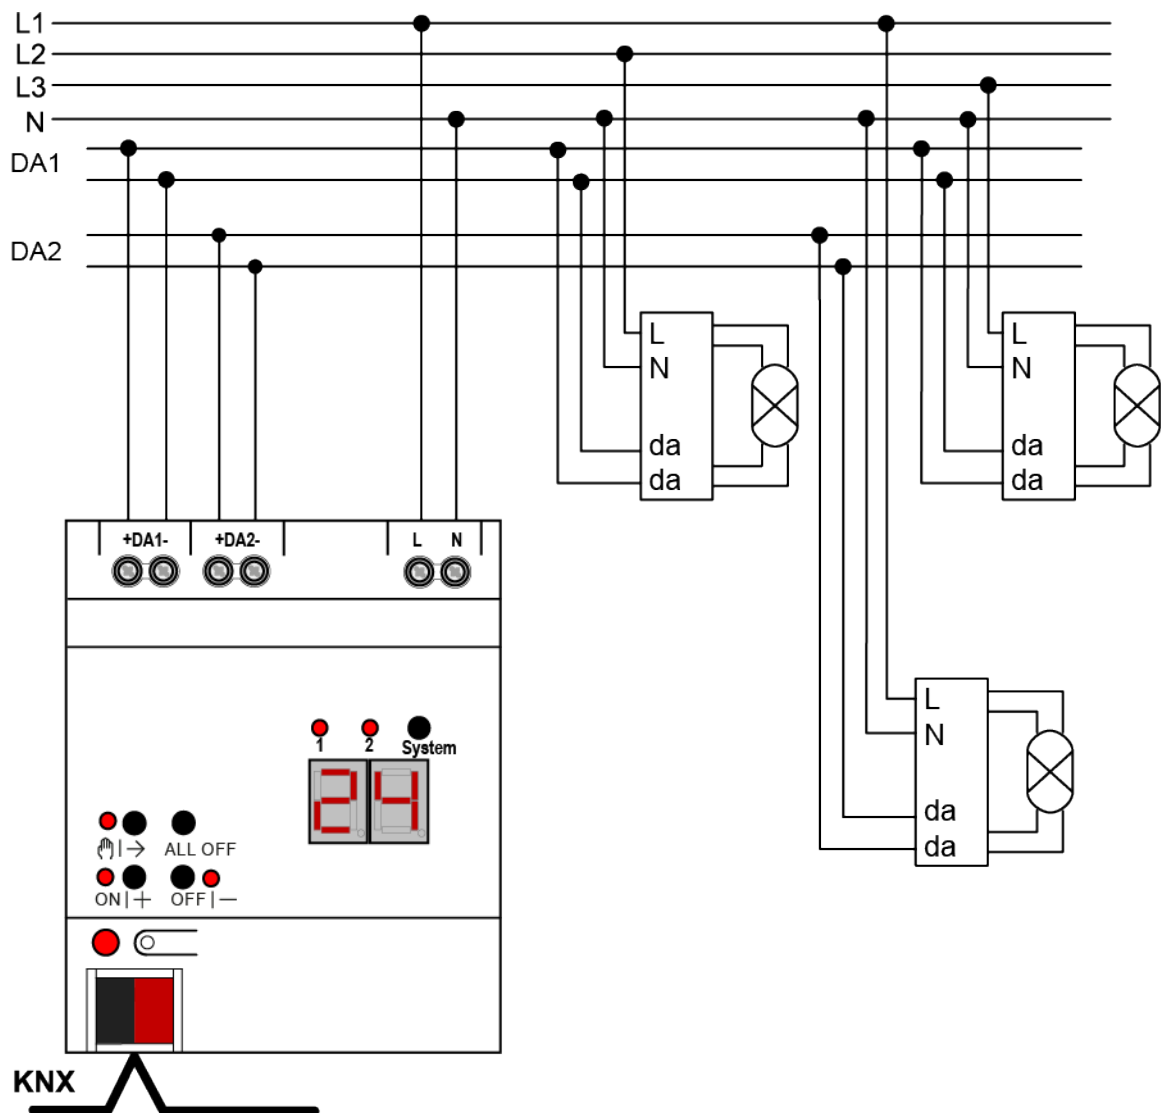 L1
L2
L3
N
DA1
DA2
L
N
da
da
L
N
da
da
+DA1-
+DA2-
L
N
L
N
da
da
1
2
System
24
|→
ALL OFF
ON|+
OFF|—
KNX